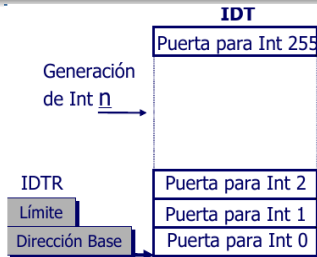 IDT
Puerta para Int 255
Generación
de Int n
IDTR
Límite
Dirección Base
Puerta para Int 2
Puerta para Int 1
Puerta para Int 0